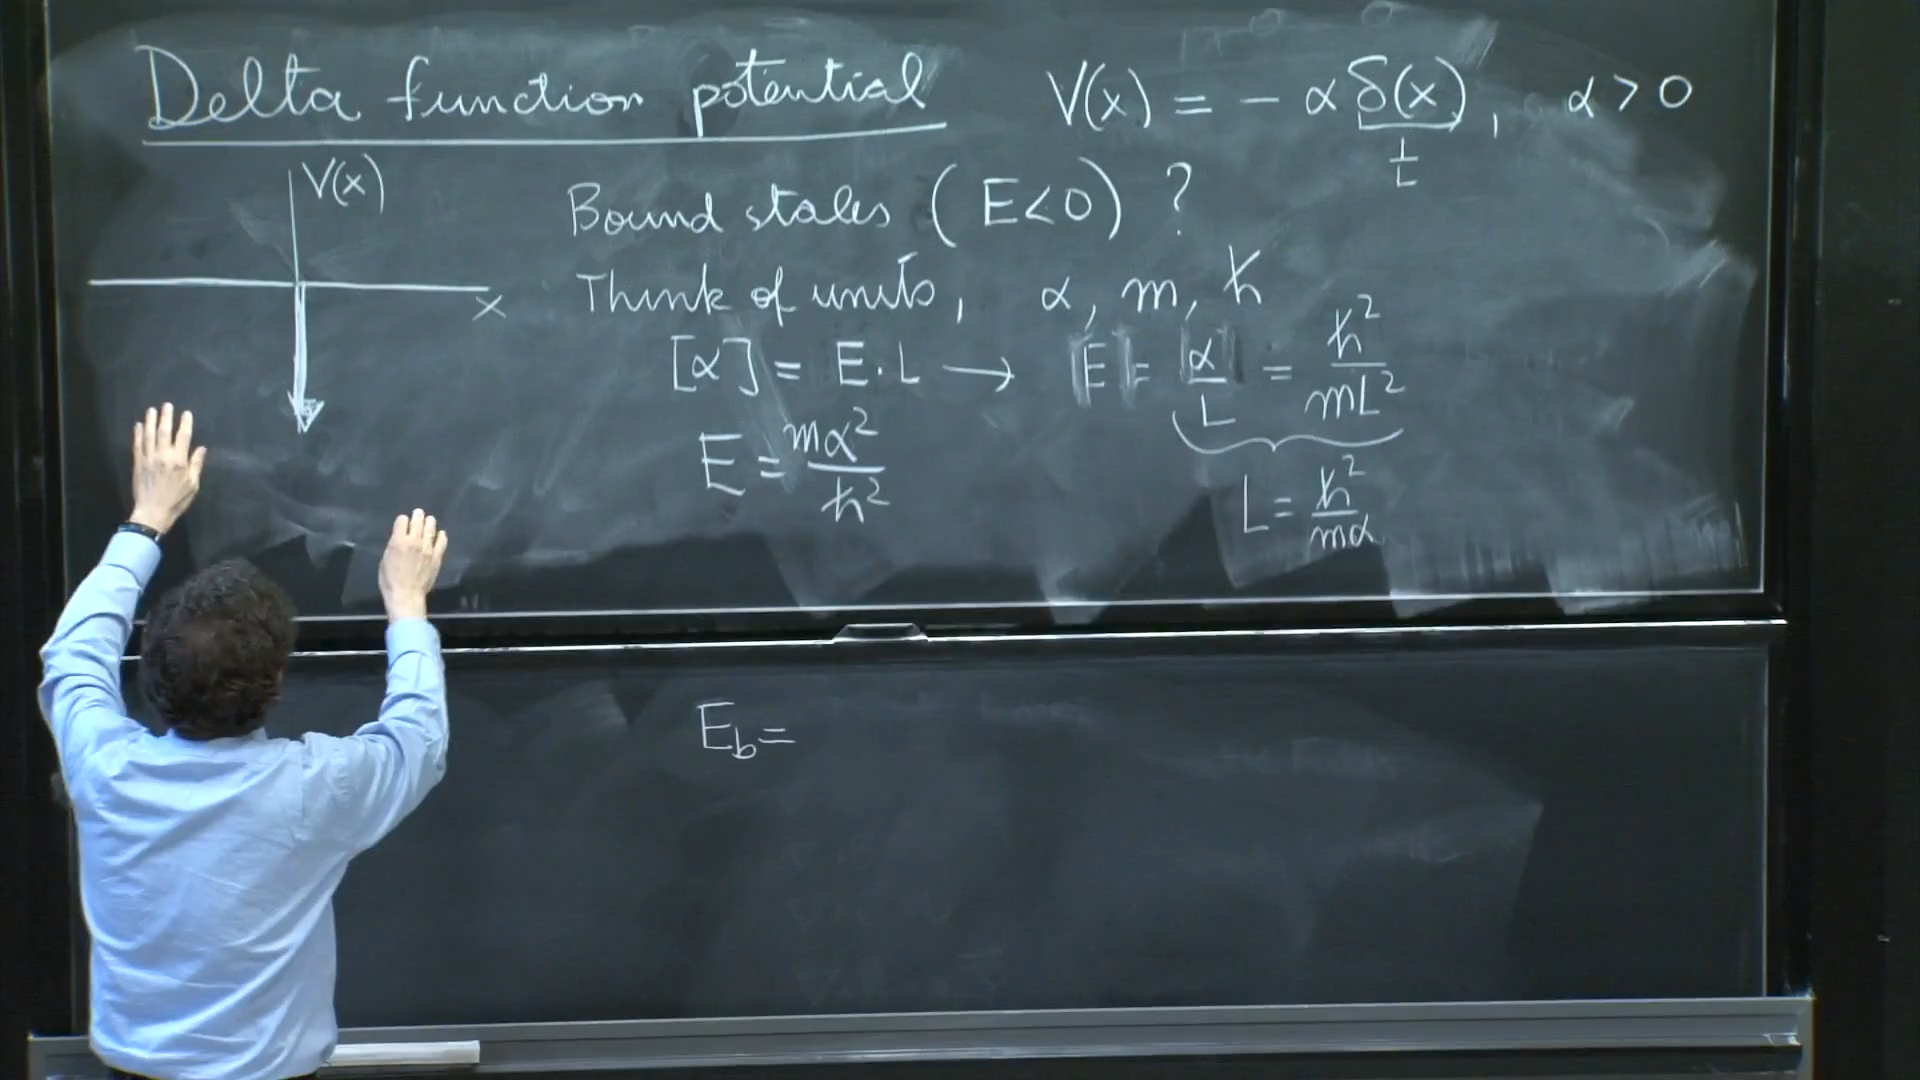 Delta function potential V(x) = - α δ(x), α > 0
V(x) 1/L
Bound states (E<0) ?
x Think of units, α, m, ħ
[α] = E·L → E = α/L = ħ²/mL²
E = mα²/ħ²
L = ħ²/mα
E_b =